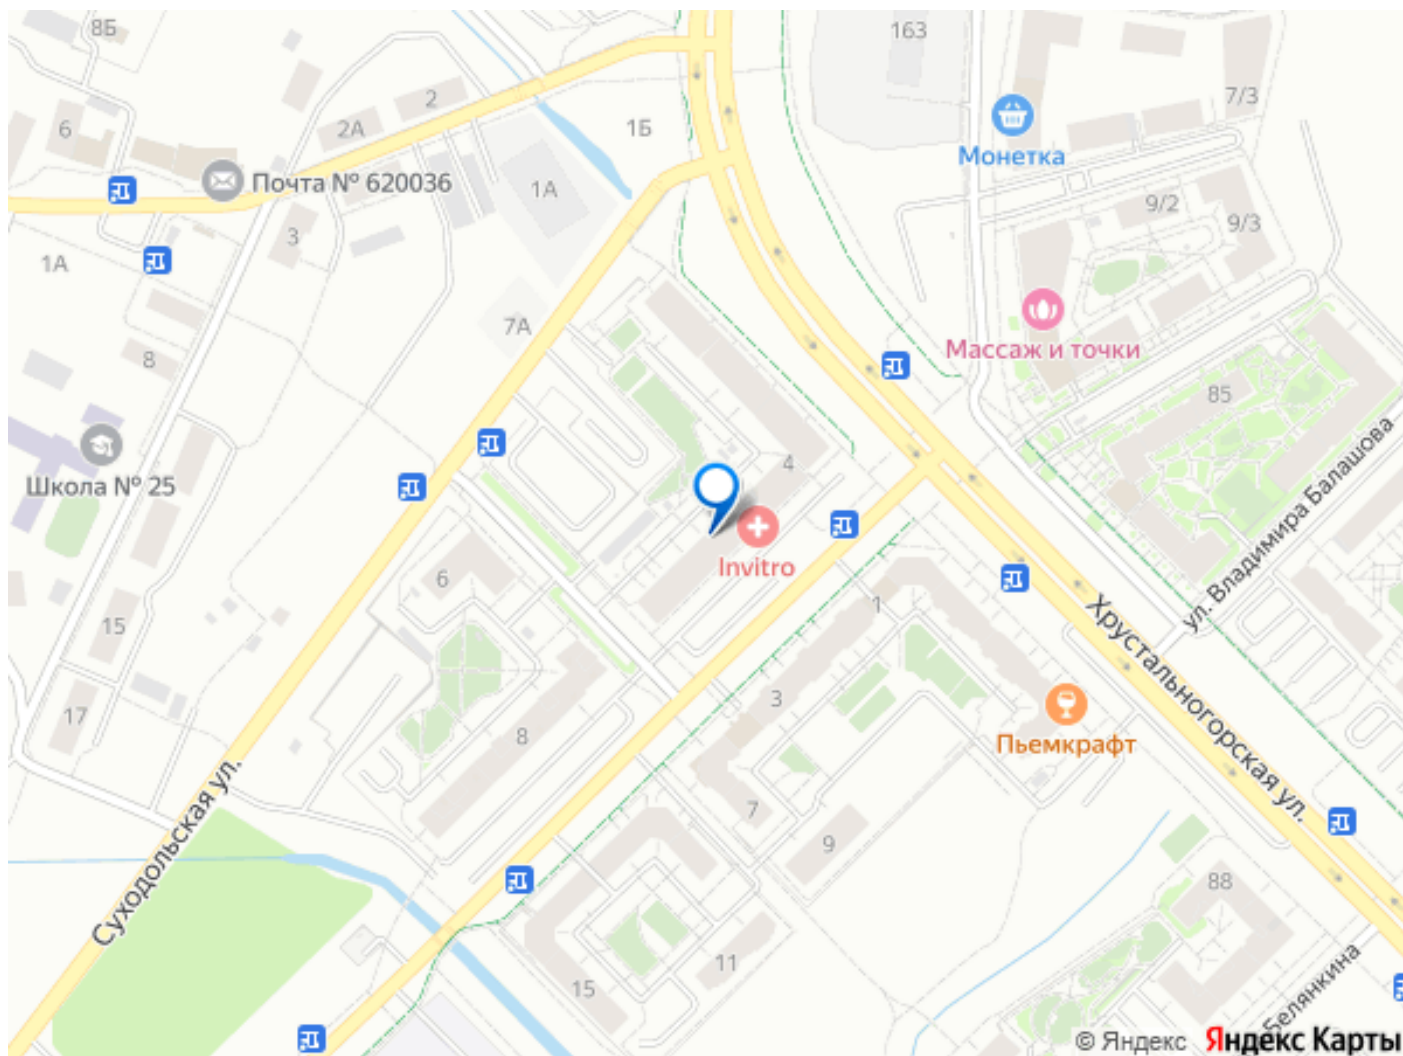 8Б
163
2
7/3
6
2А
1Б
Монетка
Почта № 620036
1А
9/2
3
9/3
1А
7А
8
Массаж и точки
85
ул. Владимира Балашова
4
Школа № 25
Invitro
6
1
15
Хрустальногорская ул.
3
17
8
Пьемкрафт
Суходольская ул.
7
9
88
11
15
Белянкина
© Яндекс Яндекс Карты